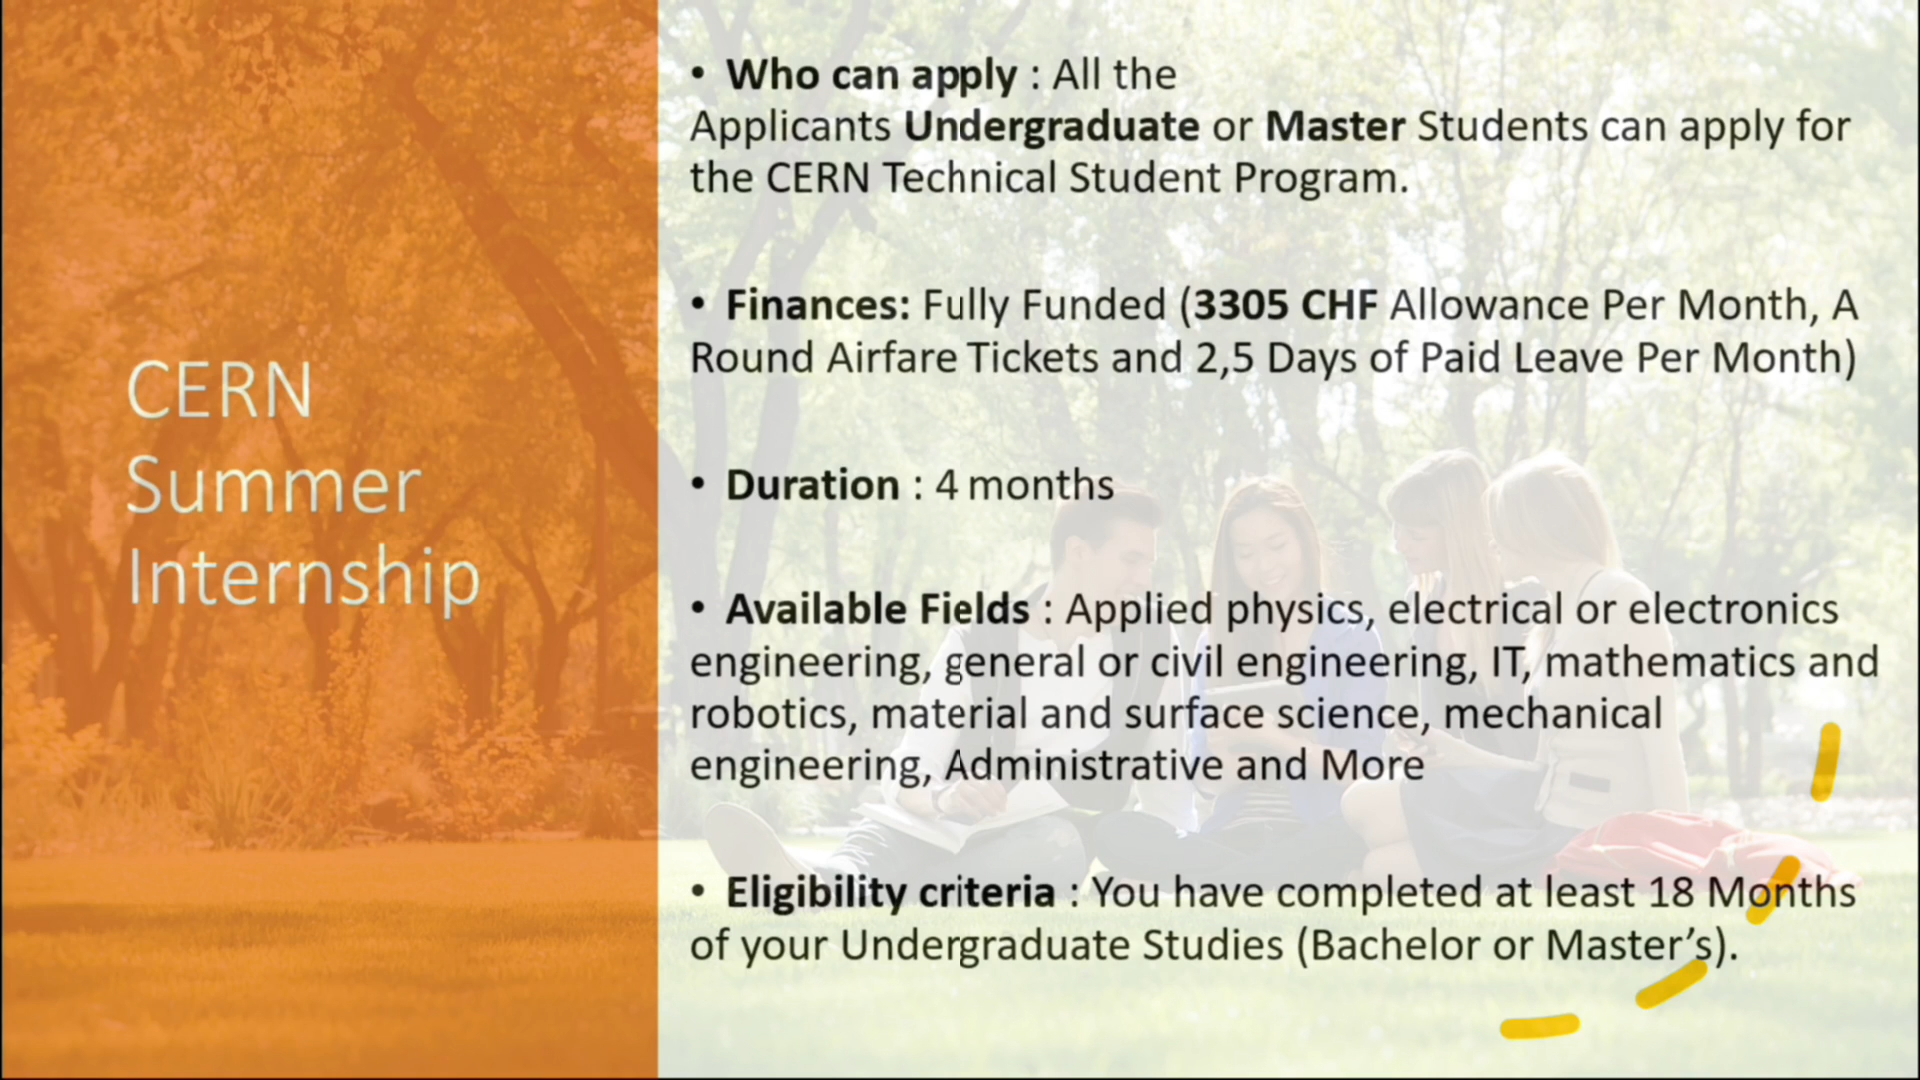 CERN
Summer
Internship
• Who can apply : All the
Applicants Undergraduate or Master Students can apply for
the CERN Technical Student Program.
• Finances: Fully Funded (3305 CHF Allowance Per Month, A
Round Airfare Tickets and 2,5 Days of Paid Leave Per Month)
• Duration : 4 months
• Available Fields : Applied physics, electrical or electronics
engineering, general or civil engineering, IT, mathematics and
robotics, material and surface science, mechanical
engineering, Administrative and More
• Eligibility criteria : You have completed at least 18 Months
of your Undergraduate Studies (Bachelor or Master’s).